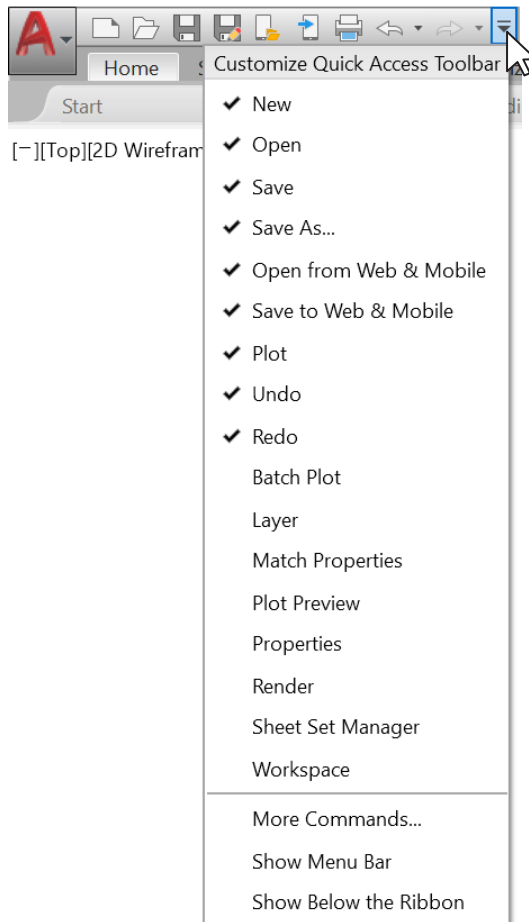 Home
Customize Quick Access Toolbar
Start
[−][Top][2D Wirefram
New
Open
Save
Save As...
Open from Web & Mobile
Save to Web & Mobile
Plot
Undo
Redo
Batch Plot
Layer
Match Properties
Plot Preview
Properties
Render
Sheet Set Manager
Workspace
More Commands...
Show Menu Bar
Show Below the Ribbon